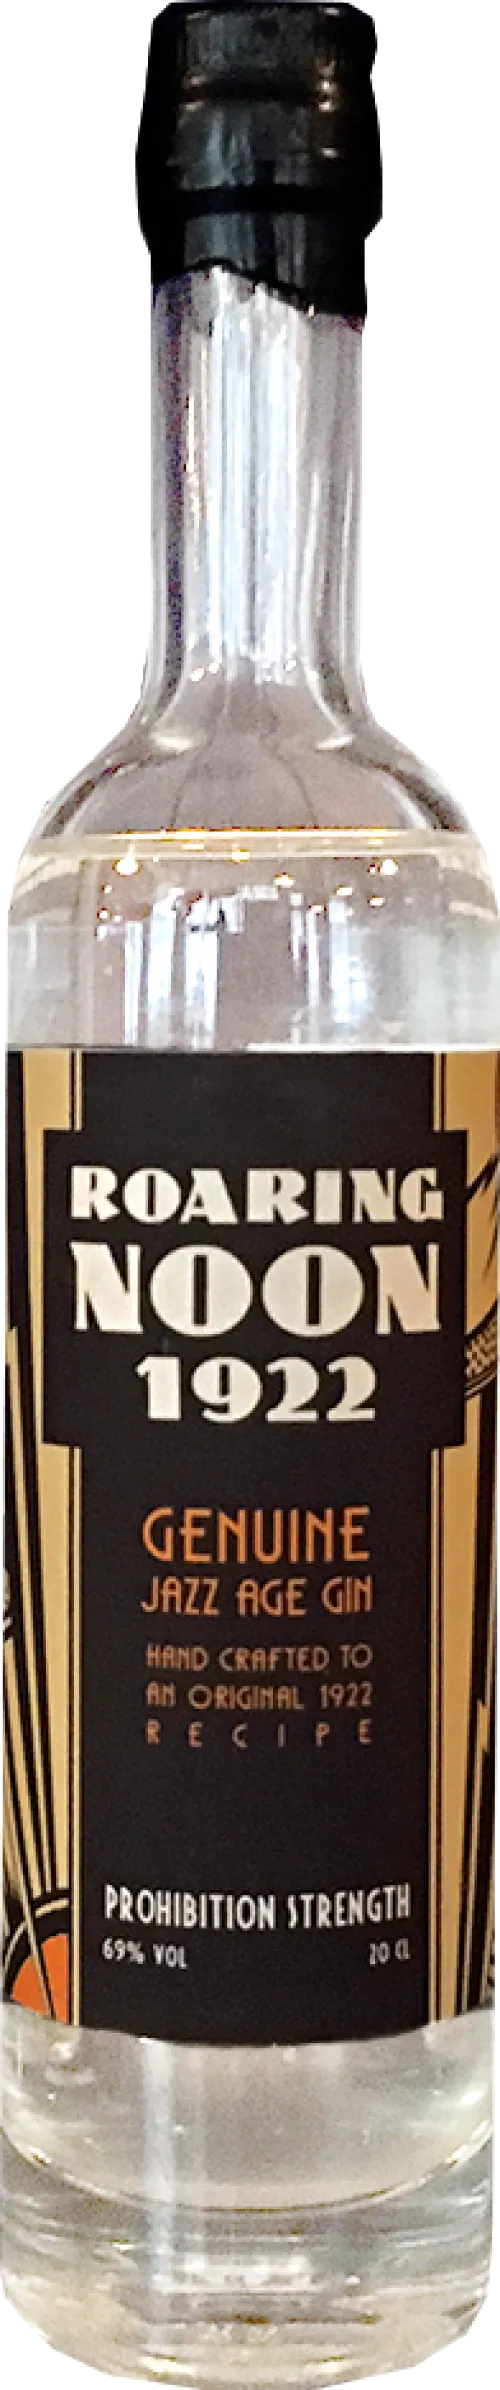 ROARING
NOON
1922
GENUINE
JAZZ AGE GIN
HAND CRAFTED TO
AN ORIGINAL 1922
RECIPE
PROHIBITION STRENGTH
69% VOL 20 CL